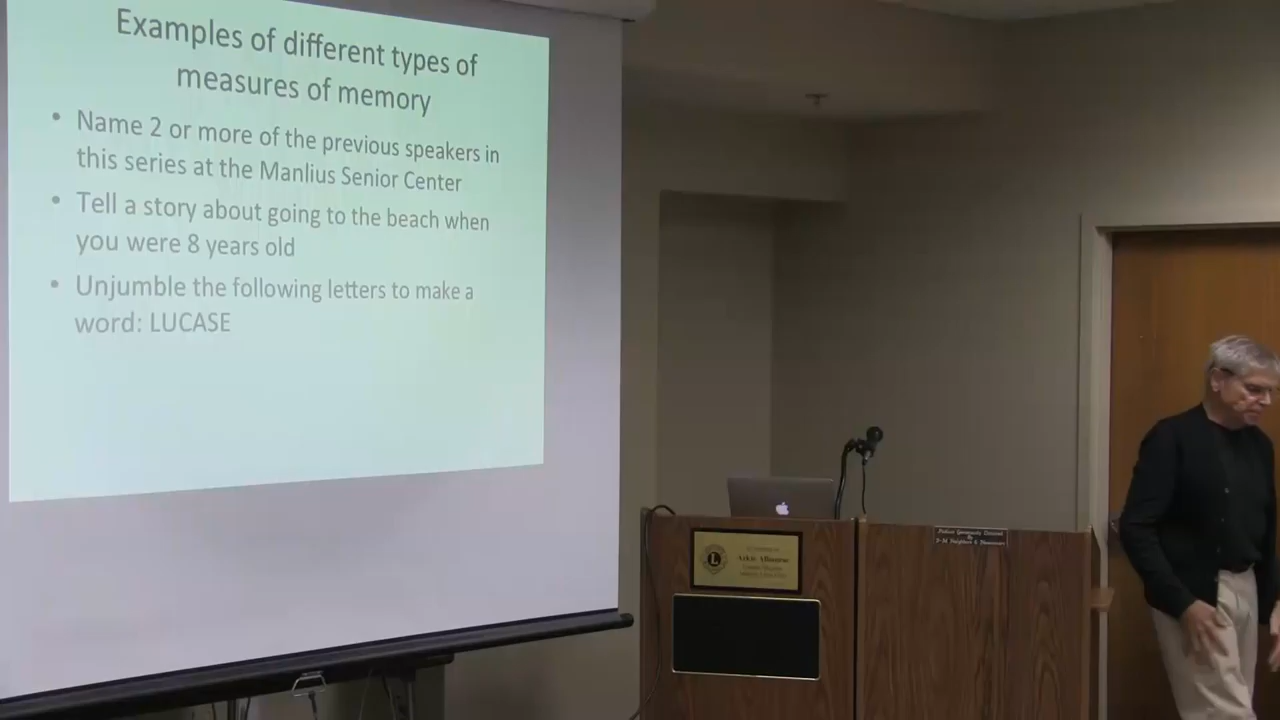 Examples of different types of
measures of memory
• Name 2 or more of the previous speakers in
this series at the Manlius Senior Center
• Tell a story about going to the beach when
you were 8 years old
• Unjumble the following letters to make a
word: LUCASE
L